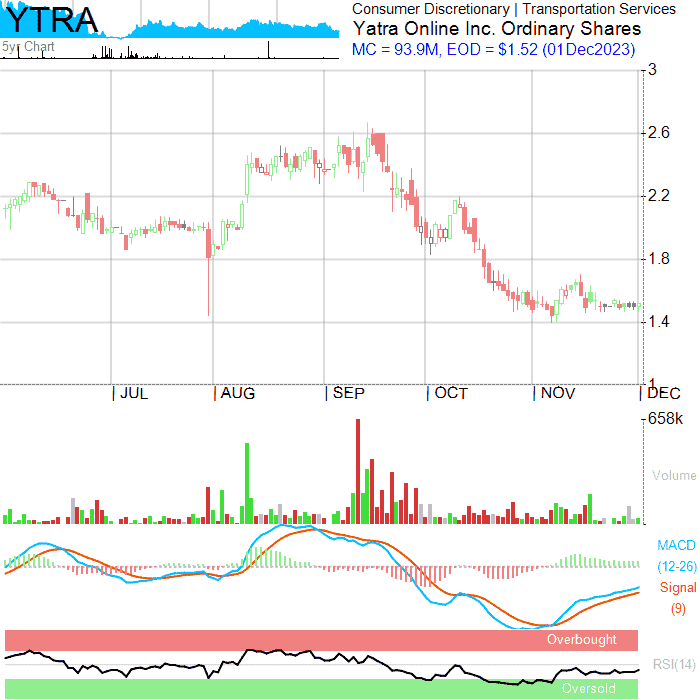 YTRA
5yr Chart
Consumer Discretionary | Transportation Services
Yatra Online Inc. Ordinary Shares
MC = 93.9M, EOD = $1.52 (01Dec2023)
3
2.6
2.2
1.8
1.4
1
JUL AUG SEP OCT NOV DEC
658k
Volume
MACD
(12-26)
Signal
(9)
Overbought
RSI(14)
Oversold